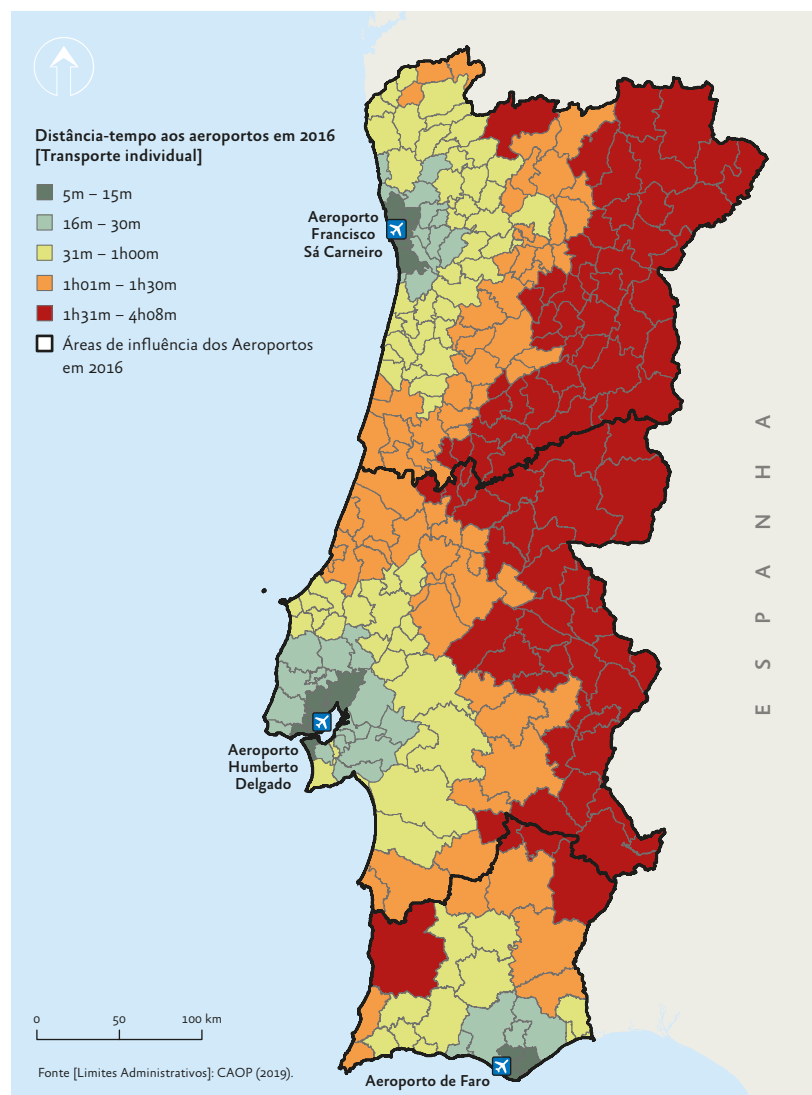 Distância-tempo aos aeroportos em 2016
[Transporte individual]
5m – 15m
16m – 30m
31m – 1h00m
1h01m – 1h30m
1h31m – 4h08m
Áreas de influência dos Aeroportos
em 2016
Aeroporto
Francisco
Sá Carneiro
ESPANHA
Aeroporto
Humberto
Delgado
0 50 100 km
Fonte [Limites Administrativos]: CAOP (2019).
Aeroporto de Faro